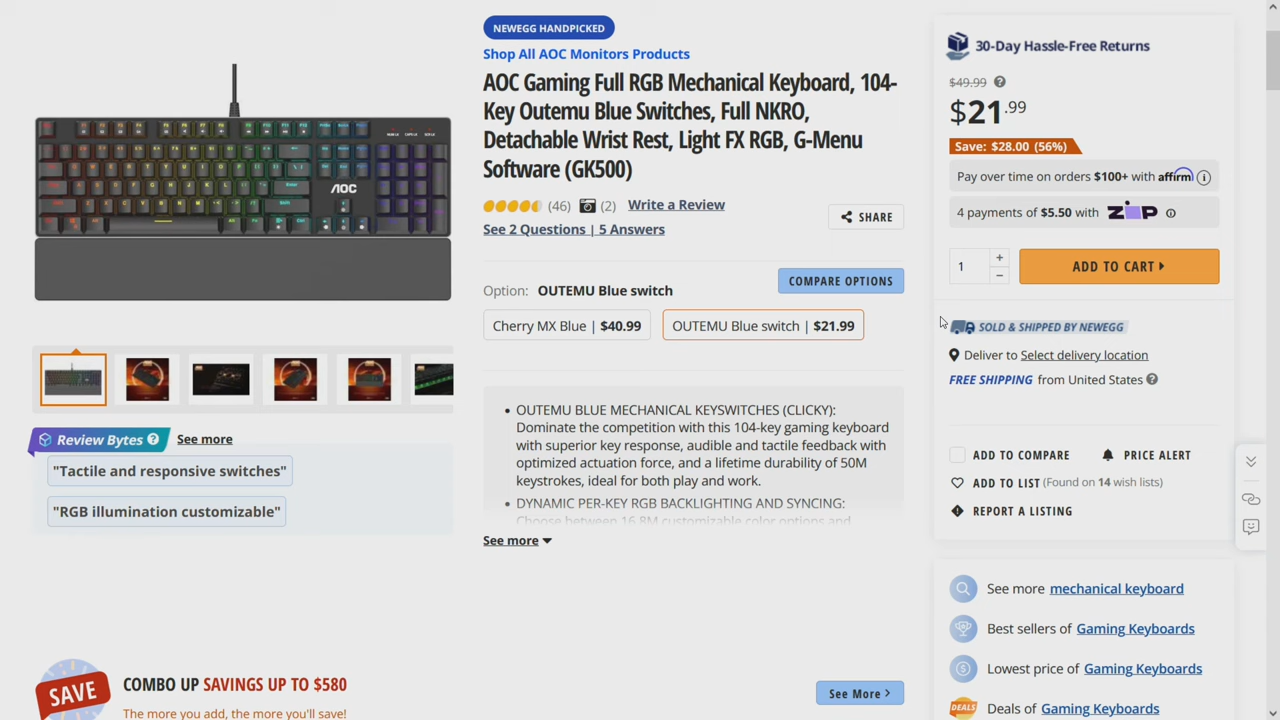 NEWEGG HANDPICKED
Shop All AOC Monitors Products
AOC Gaming Full RGB Mechanical Keyboard, 104-
Key Outemu Blue Switches, Full NKRO,
Detachable Wrist Rest, Light FX RGB, G-Menu
Software (GK500)
(46) (2) Write a Review
SHARE
See 2 Questions | 5 Answers
Option: OUTEMU Blue switch
COMPARE OPTIONS
Cherry MX Blue | $40.99
OUTEMU Blue switch | $21.99
• OUTEMU BLUE MECHANICAL KEYSWITCHES (CLICKY):
Dominate the competition with this 104-key gaming keyboard
with superior key response, audible and tactile feedback with
optimized actuation force, and a lifetime durability of 50M
keystrokes, ideal for both play and work.
• DYNAMIC PER-KEY RGB BACKLIGHTING AND SYNCING:
Choose between 16.8M customizable color options and
See more
AOC
Review Bytes ? See more
"Tactile and responsive switches"
"RGB illumination customizable"
30-Day Hassle-Free Returns
$49.99 ?
$21.99
Save: $28.00 (56%)
Pay over time on orders $100+ with affirm
4 payments of $5.50 with ZIP
1 + −
ADD TO CART
SOLD & SHIPPED BY NEWEGG
Deliver to Select delivery location
FREE SHIPPING from United States ?
ADD TO COMPARE
PRICE ALERT
ADD TO LIST (Found on 14 wish lists)
REPORT A LISTING
See more mechanical keyboard
Best sellers of Gaming Keyboards
Lowest price of Gaming Keyboards
DEALS Deals of Gaming Keyboards
SAVE
COMBO UP SAVINGS UP TO $580
The more you add, the more you'll save!
See More >